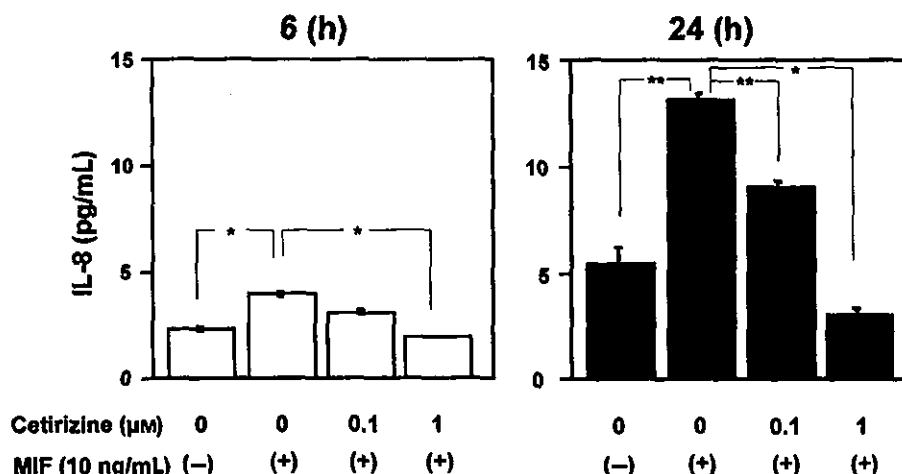 6 (h)
24 (h)
15
10
5
0
IL-8 (pg/mL)
* *
15
10
5
0
** ** *
Cetirizine (µM) 0 0 0.1 1 0 0 0.1 1
MIF (10 ng/mL) (−) (+) (+) (+) (−) (+) (+) (+)